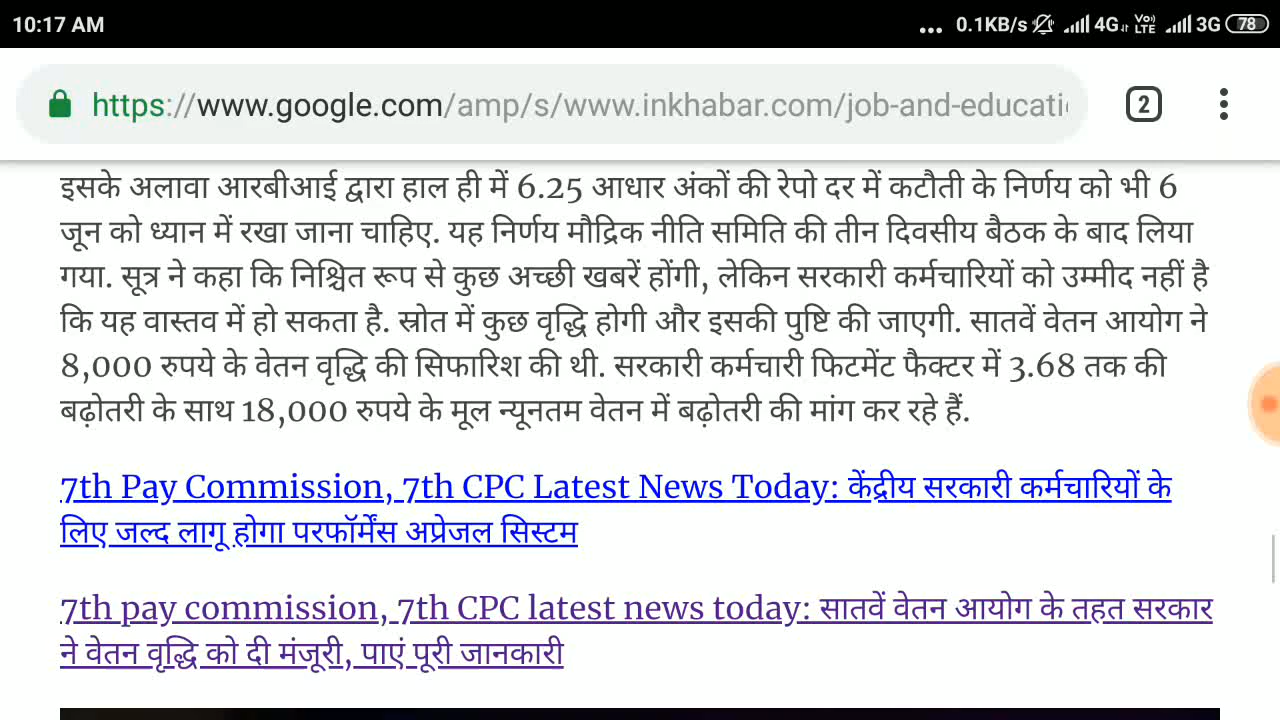 10:17 AM
... 0.1KB/s 4G VoLTE 3G 78
https://www.google.com/amp/s/www.inkhabar.com/job-and-educati
2
इसके अलावा आरबीआई द्वारा हाल ही में 6.25 आधार अंकों की रेपो दर में कटौती के निर्णय को भी 6
जून को ध्यान में रखा जाना चाहिए. यह निर्णय मौद्रिक नीति समिति की तीन दिवसीय बैठक के बाद लिया
गया. सूत्र ने कहा कि निश्चित रूप से कुछ अच्छी खबरें होंगी, लेकिन सरकारी कर्मचारियों को उम्मीद नहीं है
कि यह वास्तव में हो सकता है. स्रोत में कुछ वृद्धि होगी और इसकी पुष्टि की जाएगी. सातवें वेतन आयोग ने
8,000 रुपये के वेतन वृद्धि की सिफारिश की थी. सरकारी कर्मचारी फिटमेंट फैक्टर में 3.68 तक की
बढ़ोतरी के साथ 18,000 रुपये के मूल न्यूनतम वेतन में बढ़ोतरी की मांग कर रहे हैं.
7th Pay Commission, 7th CPC Latest News Today: केंद्रीय सरकारी कर्मचारियों के
लिए जल्द लागू होगा परफॉर्मेंस अप्रेजल सिस्टम
7th pay commission, 7th CPC latest news today: सातवें वेतन आयोग के तहत सरकार
ने वेतन वृद्धि को दी मंजूरी, पाएं पूरी जानकारी